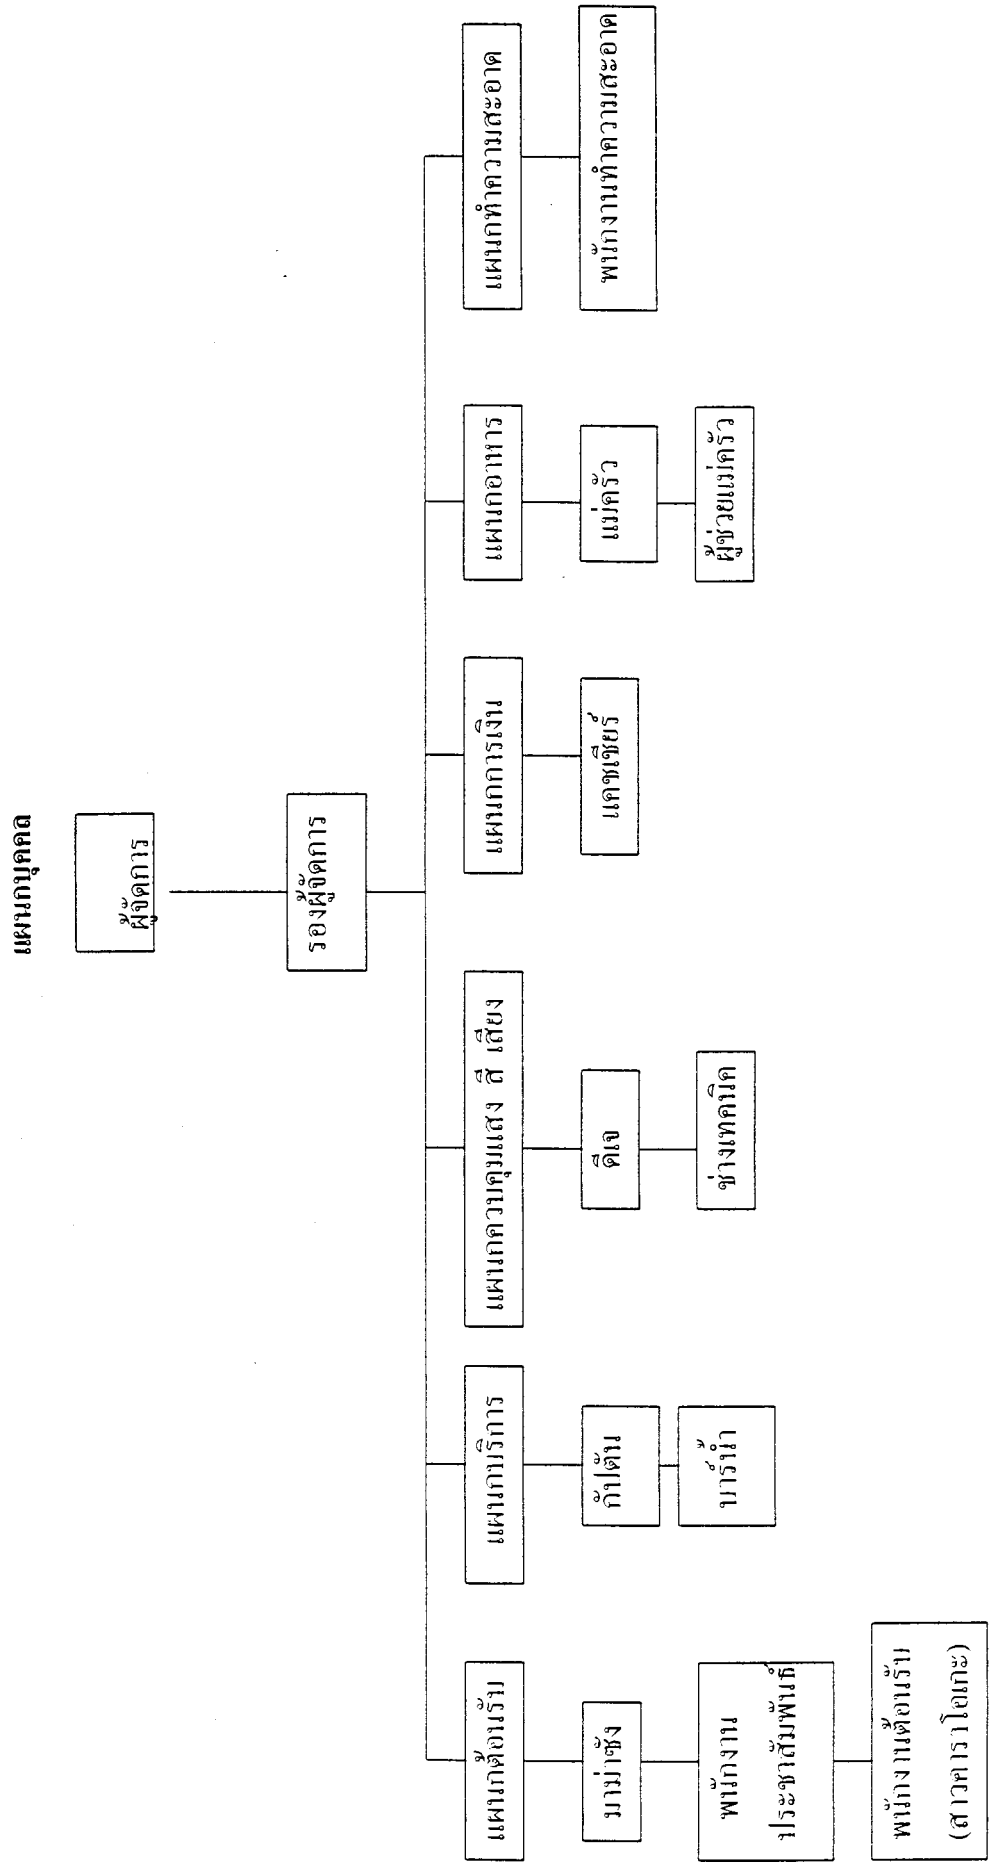 แผนกบุคคล
ผู้จัดการ
รองผู้จัดการ
แผนกต้อนรับ
แผนกบริการ
แผนกควบคุมแสง สี เสียง
แผนกการเงิน
แผนกอาหาร
แผนกทำความสะอาด
มาม่าซัง
กัปตัน
ดีเจ
แคชเชียร์
แม่ครัว
พนักงานทำความสะอาด
พนักงาน
ประชาสัมพันธ์
บาร์น้ำ
ช่างเทคนิค
ผู้ช่วยแม่ครัว
พนักงานต้อนรับ
(สาวคาราโอเกะ)